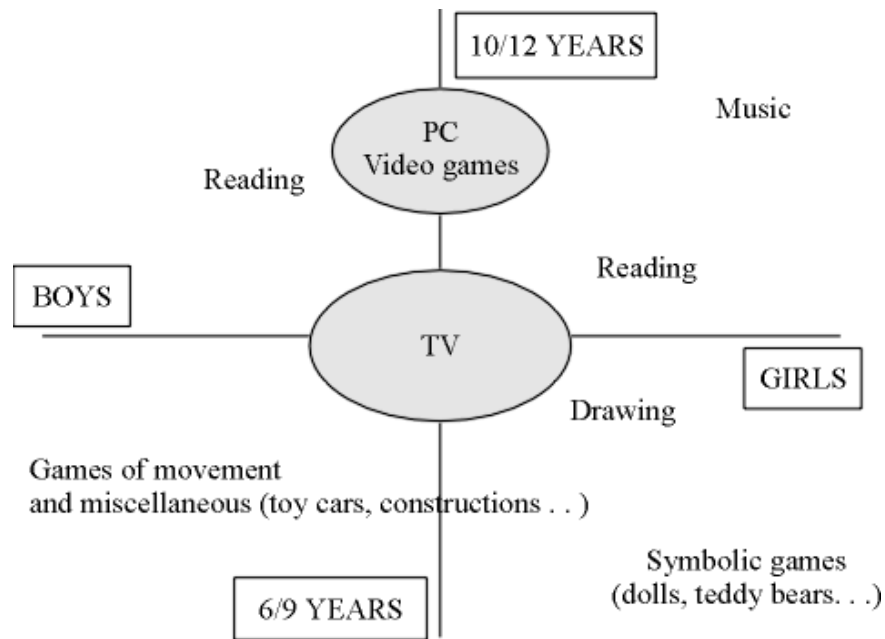 10/12 YEARS
Music
PC
Video games
Reading
Reading
BOYS
TV
GIRLS
Drawing
Games of movement
and miscellaneous (toy cars, constructions . . )
Symbolic games
(dolls, teddy bears. . .)
6/9 YEARS